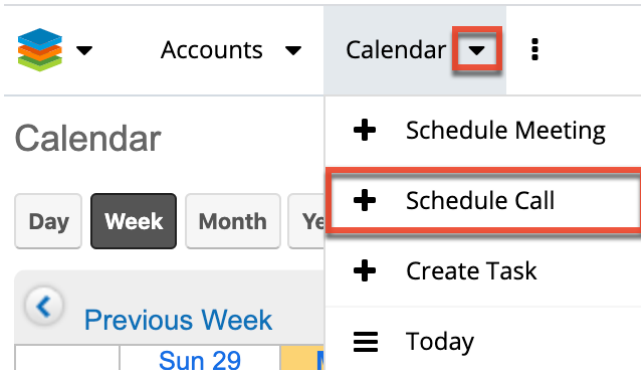 Accounts Calendar
Schedule Meeting
Calendar
Schedule Call
Day Week Month
Create Task
Previous Week
Today
Sun 29